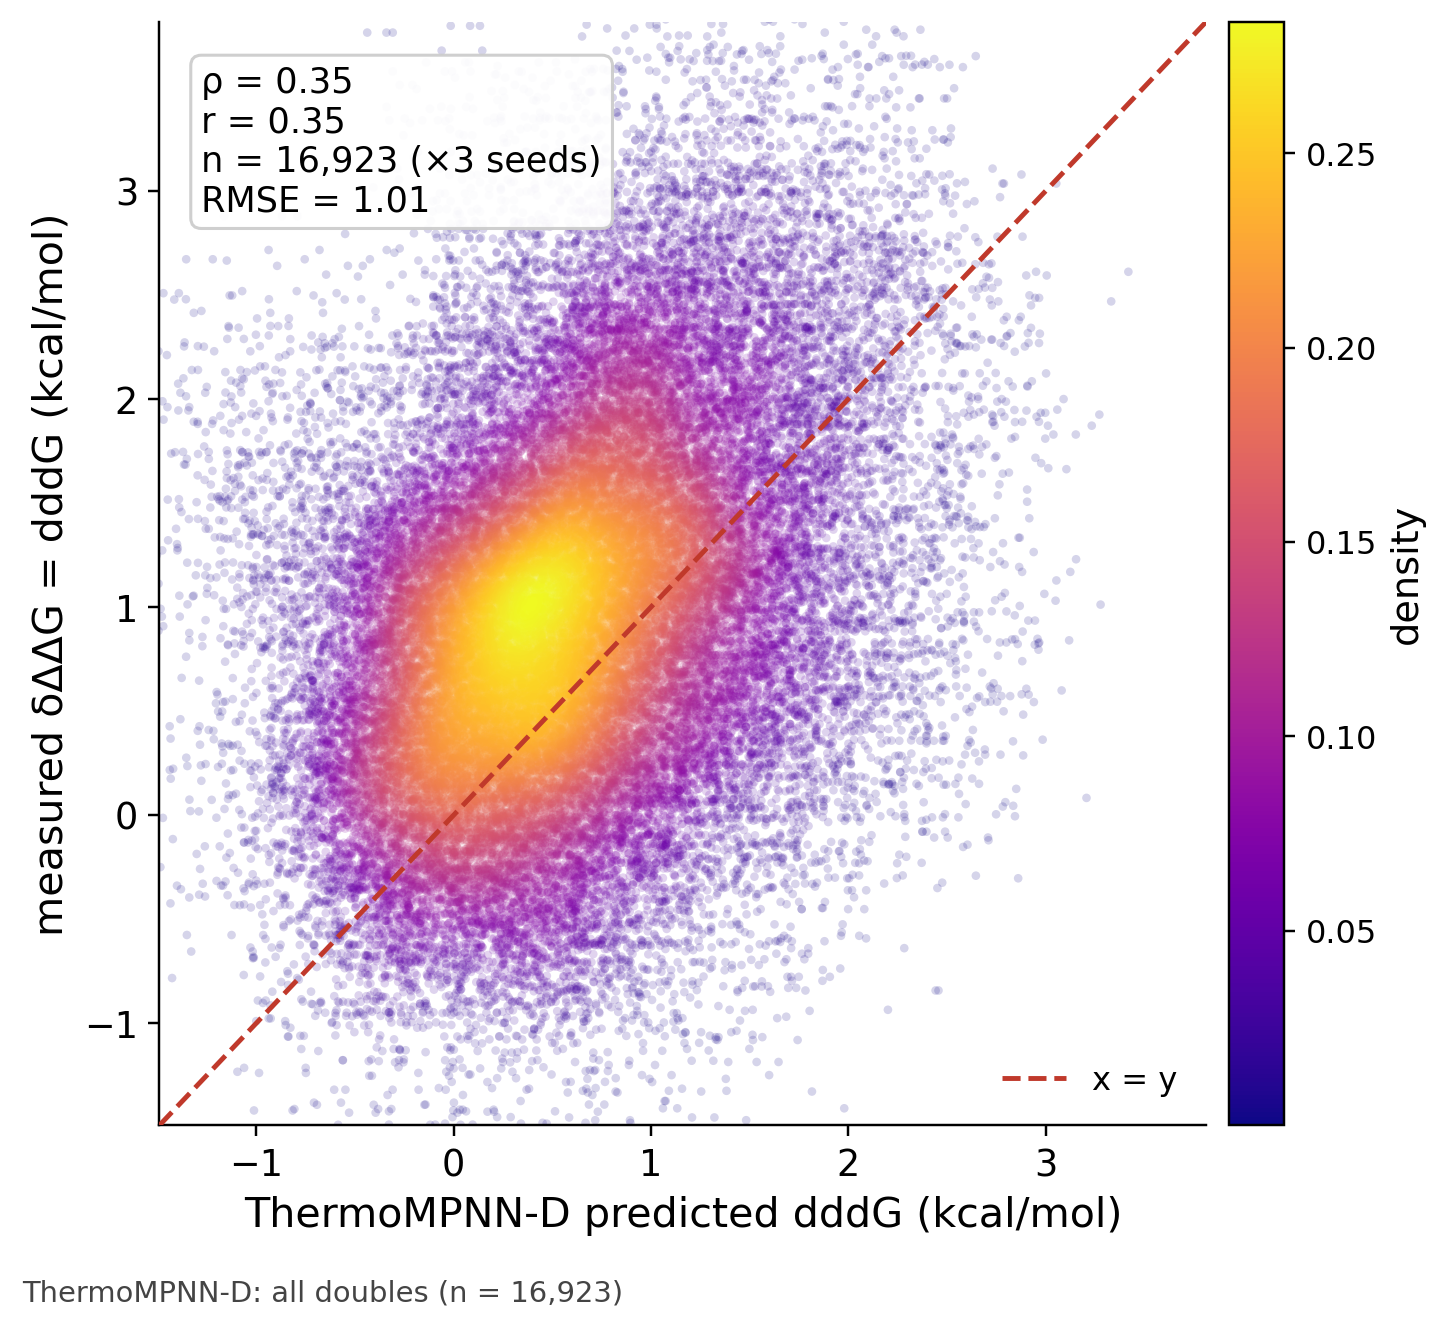 ρ = 0.35
r = 0.35
n = 16,923 (×3 seeds)
RMSE = 1.01
measured δΔΔG = dddG (kcal/mol)
3
2
1
0
−1
−1
0
1
2
3
x = y
ThermoMPNN-D predicted dddG (kcal/mol)
0.25
0.20
0.15
0.10
0.05
density
ThermoMPNN-D: all doubles (n = 16,923)